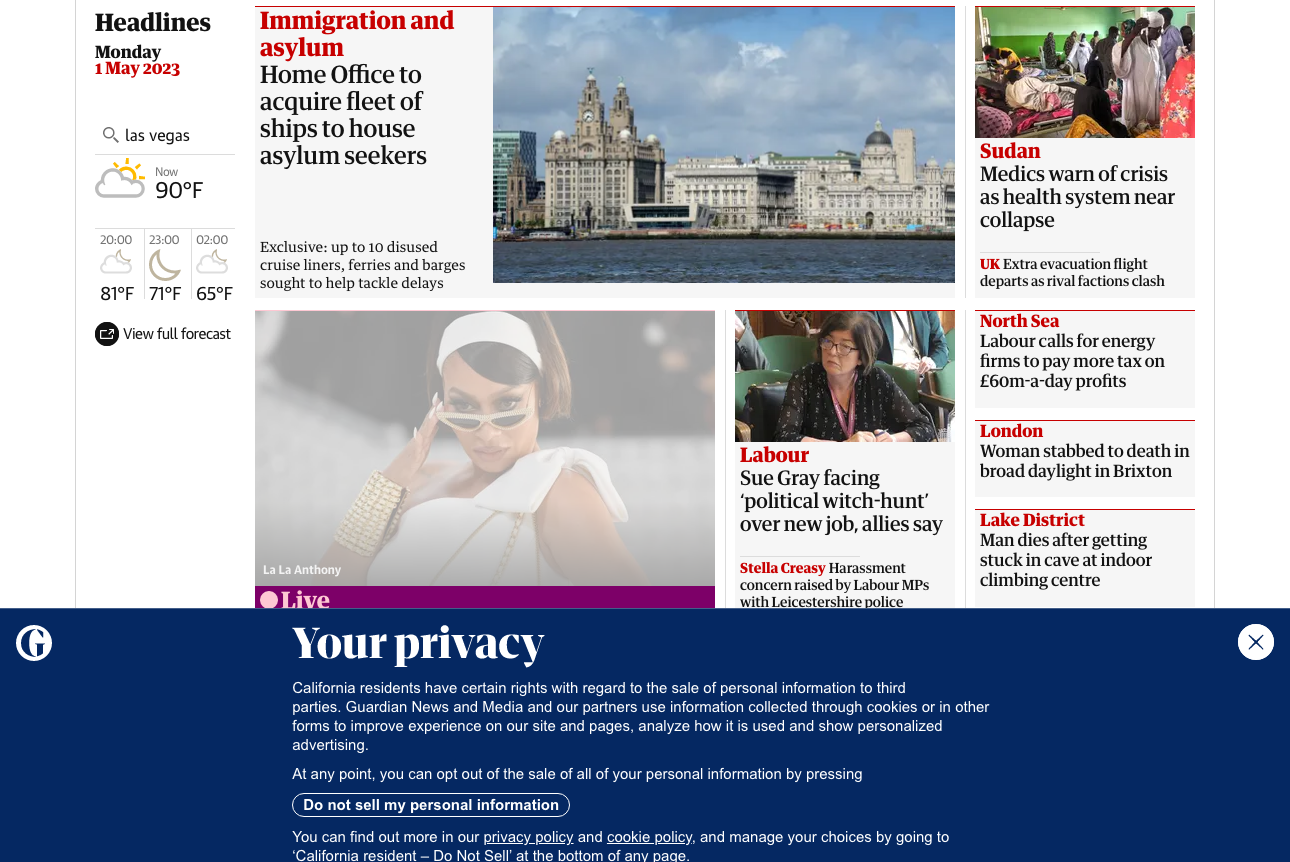 Headlines
Monday
1 May 2023
las vegas
Now
90°F
20:00
81°F
23:00
71°F
02:00
65°F
View full forecast
Immigration and
asylum
Home Office to
acquire fleet of
ships to house
asylum seekers
Exclusive: up to 10 disused
cruise liners, ferries and barges
sought to help tackle delays
Sudan
Medics warn of crisis
as health system near
collapse
UK Extra evacuation flight
departs as rival factions clash
La La Anthony
Live
Labour
Sue Gray facing
‘political witch-hunt’
over new job, allies say
Stella Creasy Harassment
concern raised by Labour MPs
with Leicestershire police
North Sea
Labour calls for energy
firms to pay more tax on
£60m-a-day profits
London
Woman stabbed to death in
broad daylight in Brixton
Lake District
Man dies after getting
stuck in cave at indoor
climbing centre
G
Your privacy
California residents have certain rights with regard to the sale of personal information to third
parties. Guardian News and Media and our partners use information collected through cookies or in other
forms to improve experience on our site and pages, analyze how it is used and show personalized
advertising.
At any point, you can opt out of the sale of all of your personal information by pressing
Do not sell my personal information
You can find out more in our privacy policy and cookie policy, and manage your choices by going to
‘California resident – Do Not Sell’ at the bottom of any page.